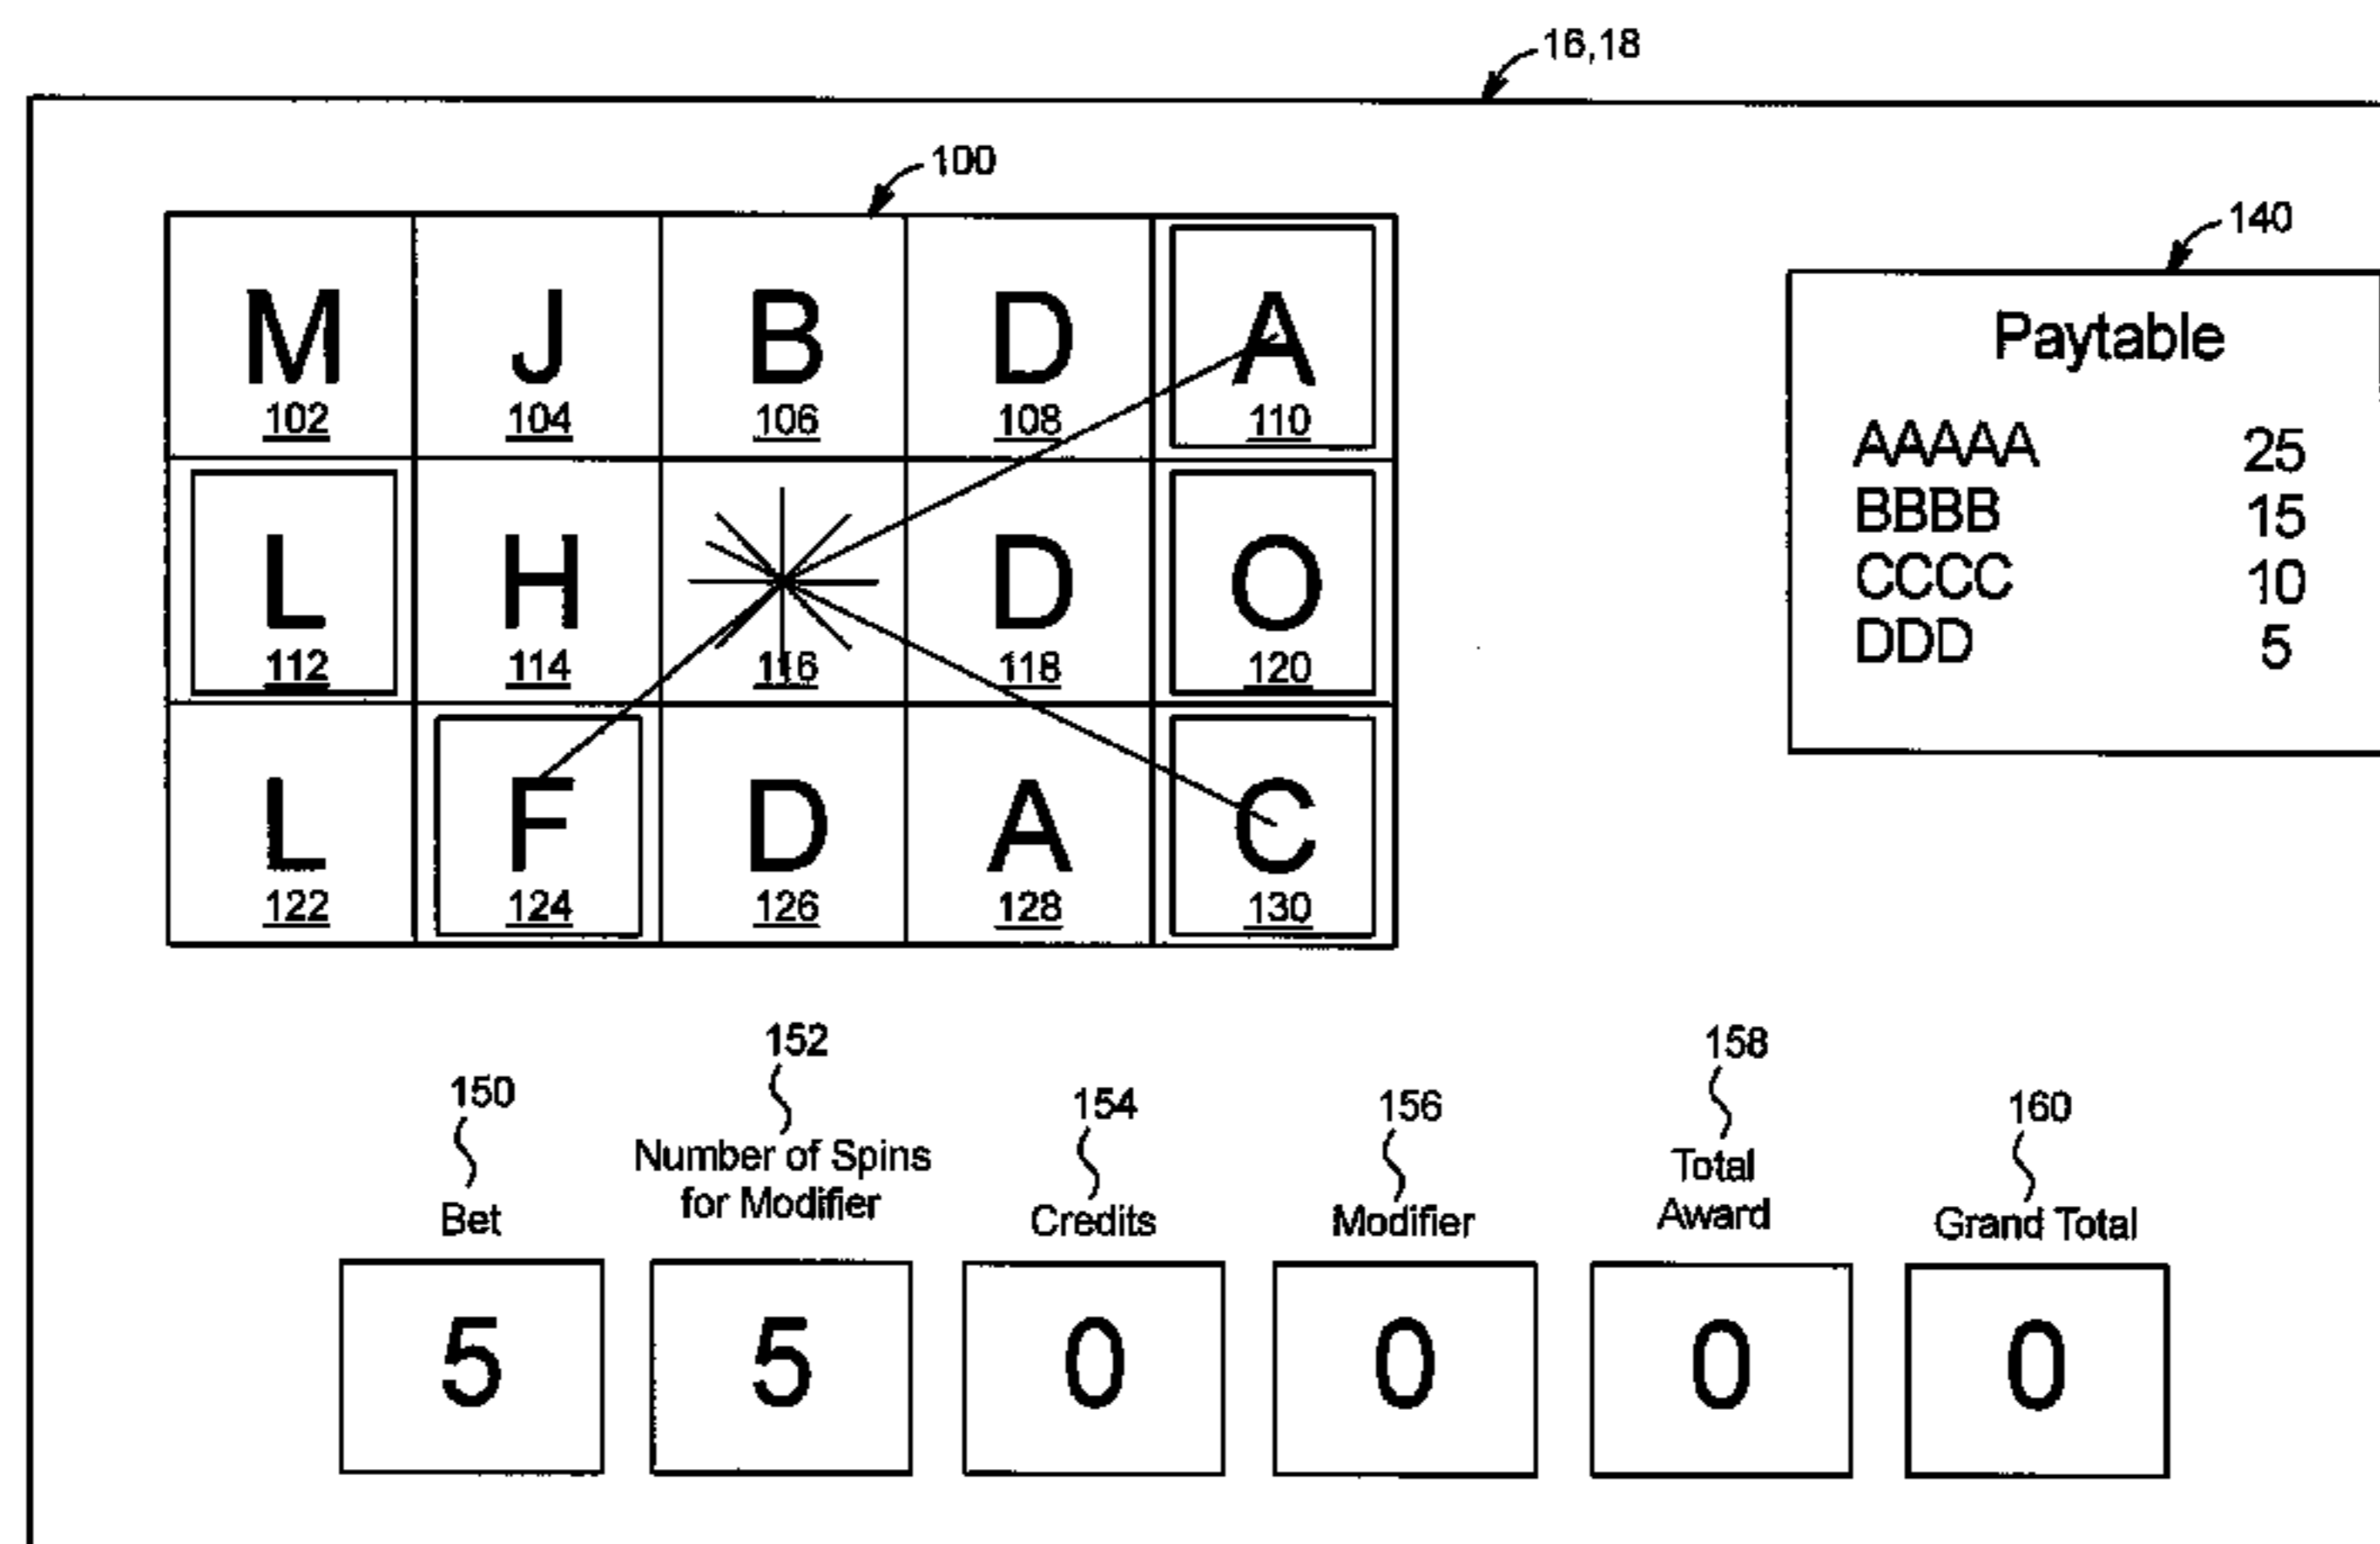 16,18
100
M J B D A
102 104 106 108 110
L H D O
112 114 116 118 120
L F D A C
122 124 126 128 130
140
Paytable
AAAAA 25
BBBB 15
CCCC 10
DDD 5
150
Bet
5
152
Number of Spins
for Modifier
5
154
Credits
0
156
Modifier
0
158
Total
Award
0
160
Grand Total
0